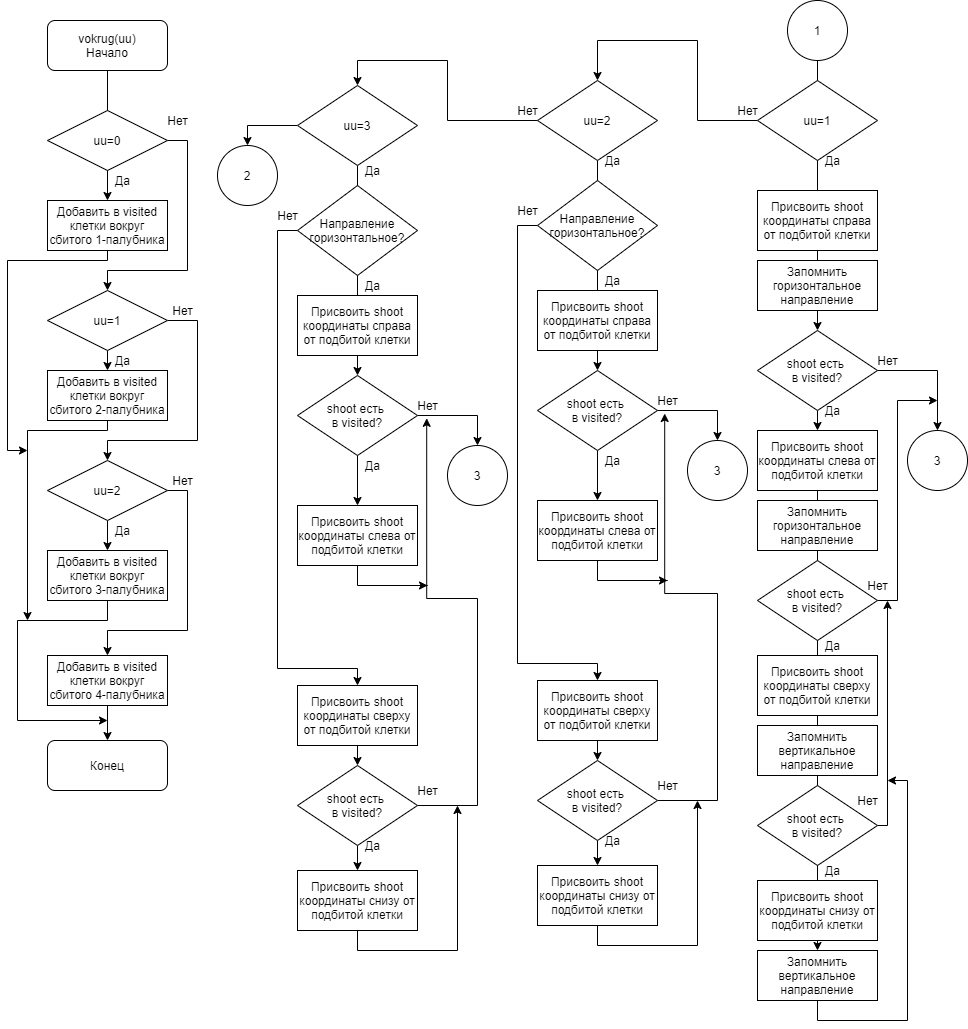 vokrug(uu)
Начало
uu=0
Нет
Да
Добавить в visited
клетки вокруг
сбитого 1-палубника
uu=1
Нет
Да
Добавить в visited
клетки вокруг
сбитого 2-палубника
uu=2
Нет
Да
Добавить в visited
клетки вокруг
сбитого 3-палубника
Добавить в visited
клетки вокруг
сбитого 4-палубника
Конец
uu=3
2
Да
Нет
Направление
горизонтальное?
Да
Присвоить shoot
координаты справа
от подбитой клетки
shoot есть
в visited?
Нет
3
Да
Присвоить shoot
координаты слева от
подбитой клетки
Присвоить shoot
координаты сверху
от подбитой клетки
shoot есть
в visited?
Нет
Да
Присвоить shoot
координаты снизу от
подбитой клетки
Нет
uu=2
Да
Нет
Направление
горизонтальное?
Да
Присвоить shoot
координаты справа
от подбитой клетки
shoot есть
в visited?
Нет
3
Да
Присвоить shoot
координаты слева от
подбитой клетки
Присвоить shoot
координаты сверху
от подбитой клетки
shoot есть
в visited?
Нет
Да
Присвоить shoot
координаты снизу от
подбитой клетки
1
Нет
uu=1
Да
Присвоить shoot
координаты справа
от подбитой клетки
Запомнить
горизонтальное
направление
shoot есть
в visited?
Нет
3
Да
Присвоить shoot
координаты слева от
подбитой клетки
Запомнить
горизонтальное
направление
shoot есть
в visited?
Нет
Да
Присвоить shoot
координаты сверху
от подбитой клетки
Запомнить
вертикальное
направление
shoot есть
в visited?
Нет
Да
Присвоить shoot
координаты снизу от
подбитой клетки
Запомнить
вертикальное
направление